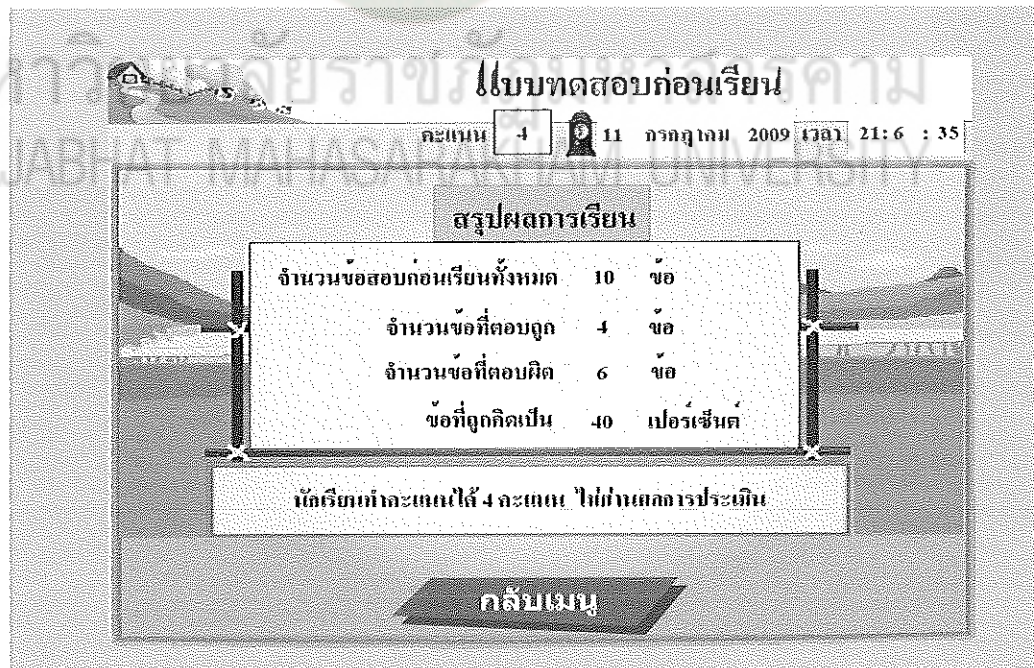 แบบทดสอบก่อนเรียน
คะแนน 4 11 กรกฎาคม 2009 เวลา 21:6 : 35
JABHAT MAHASARAKHAM UNIVERSITY
สรุปผลการเรียน
จำนวนข้อสอบก่อนเรียนทั้งหมด 10 ข้อ
จำนวนข้อที่ตอบถูก 4 ข้อ
จำนวนข้อที่ตอบผิด 6 ข้อ
ข้อที่ถูกคิดเป็น 40 เปอร์เซ็นต์
นักเรียนทำคะแนนได้ 4 คะแนน ไม่ผ่านผลการประเมิน
กลับเมนู